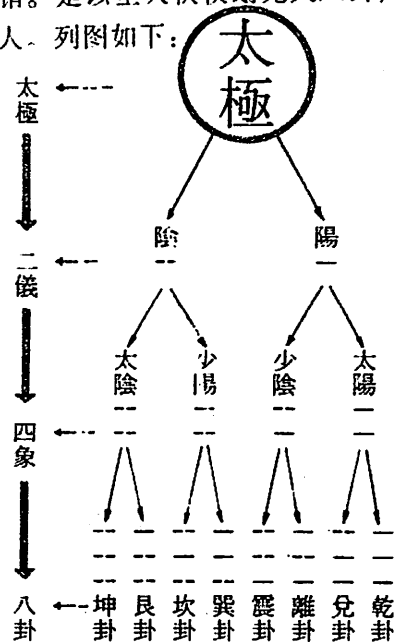 人。列图如下：
太極
太極
陰 陽
二儀
太陰 少陽 少陰 太陽
四象
八卦 坤卦 艮卦 坎卦 巽卦 震卦 離卦 兌卦 乾卦